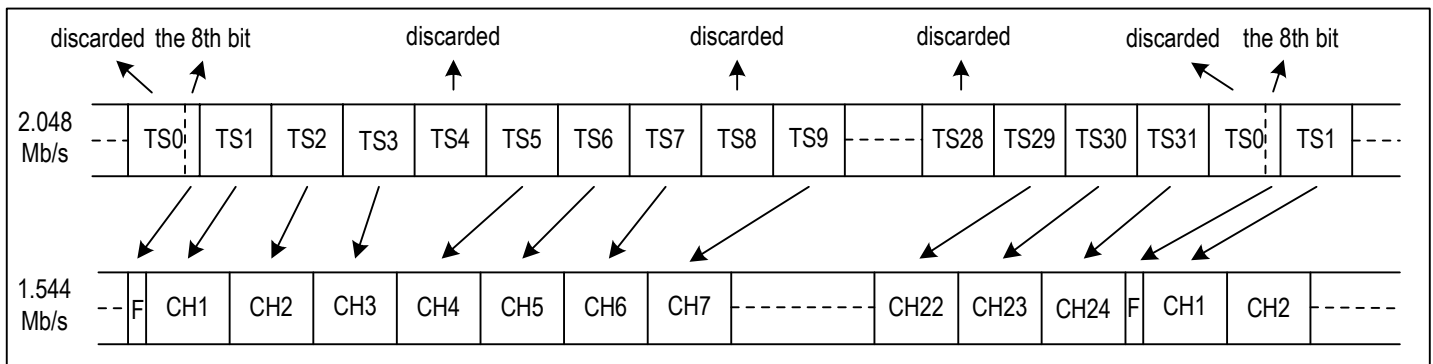 discarded the 8th bit discarded discarded discarded discarded the 8th bit
2.048 Mb/s
TS0 TS1 TS2 TS3 TS4 TS5 TS6 TS7 TS8 TS9 TS28 TS29 TS30 TS31 TS0 TS1
1.544 Mb/s
F CH1 CH2 CH3 CH4 CH5 CH6 CH7 CH22 CH23 CH24 F CH1 CH2